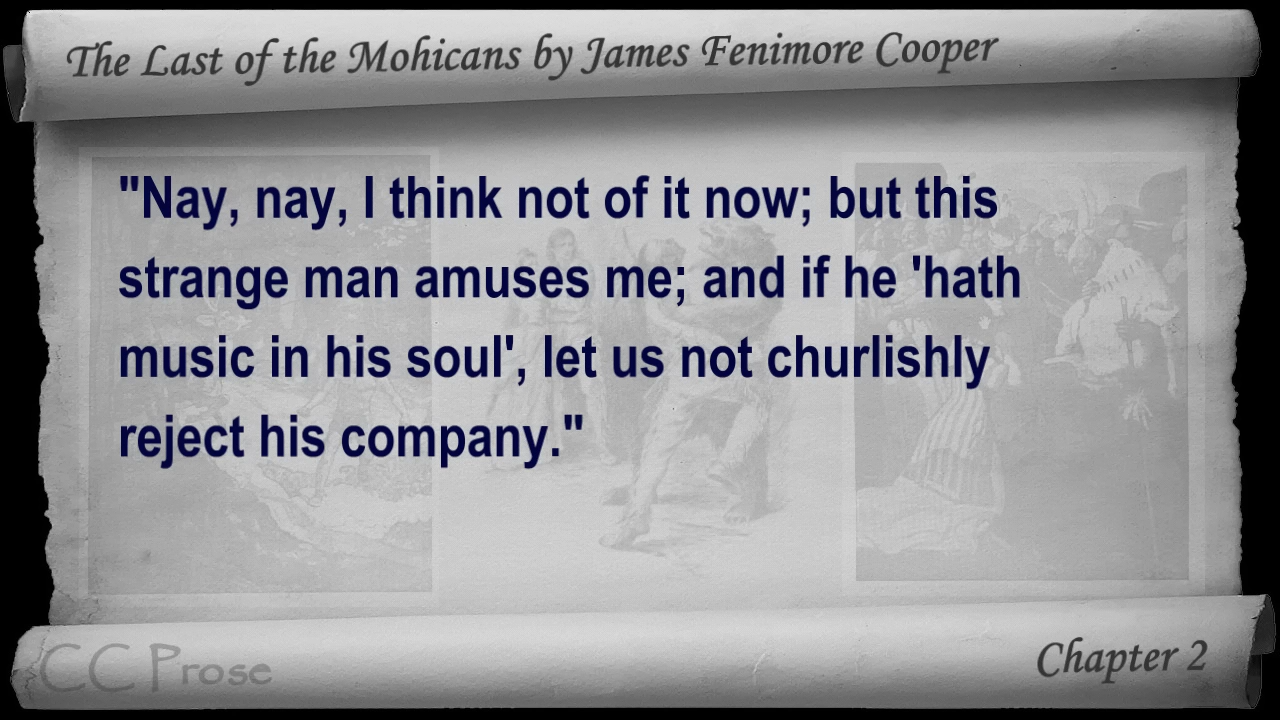 The Last of the Mohicans by James Fenimore Cooper
"Nay, nay, I think not of it now; but this
strange man amuses me; and if he 'hath
music in his soul', let us not churlishly
reject his company."
CC Prose
Chapter 2